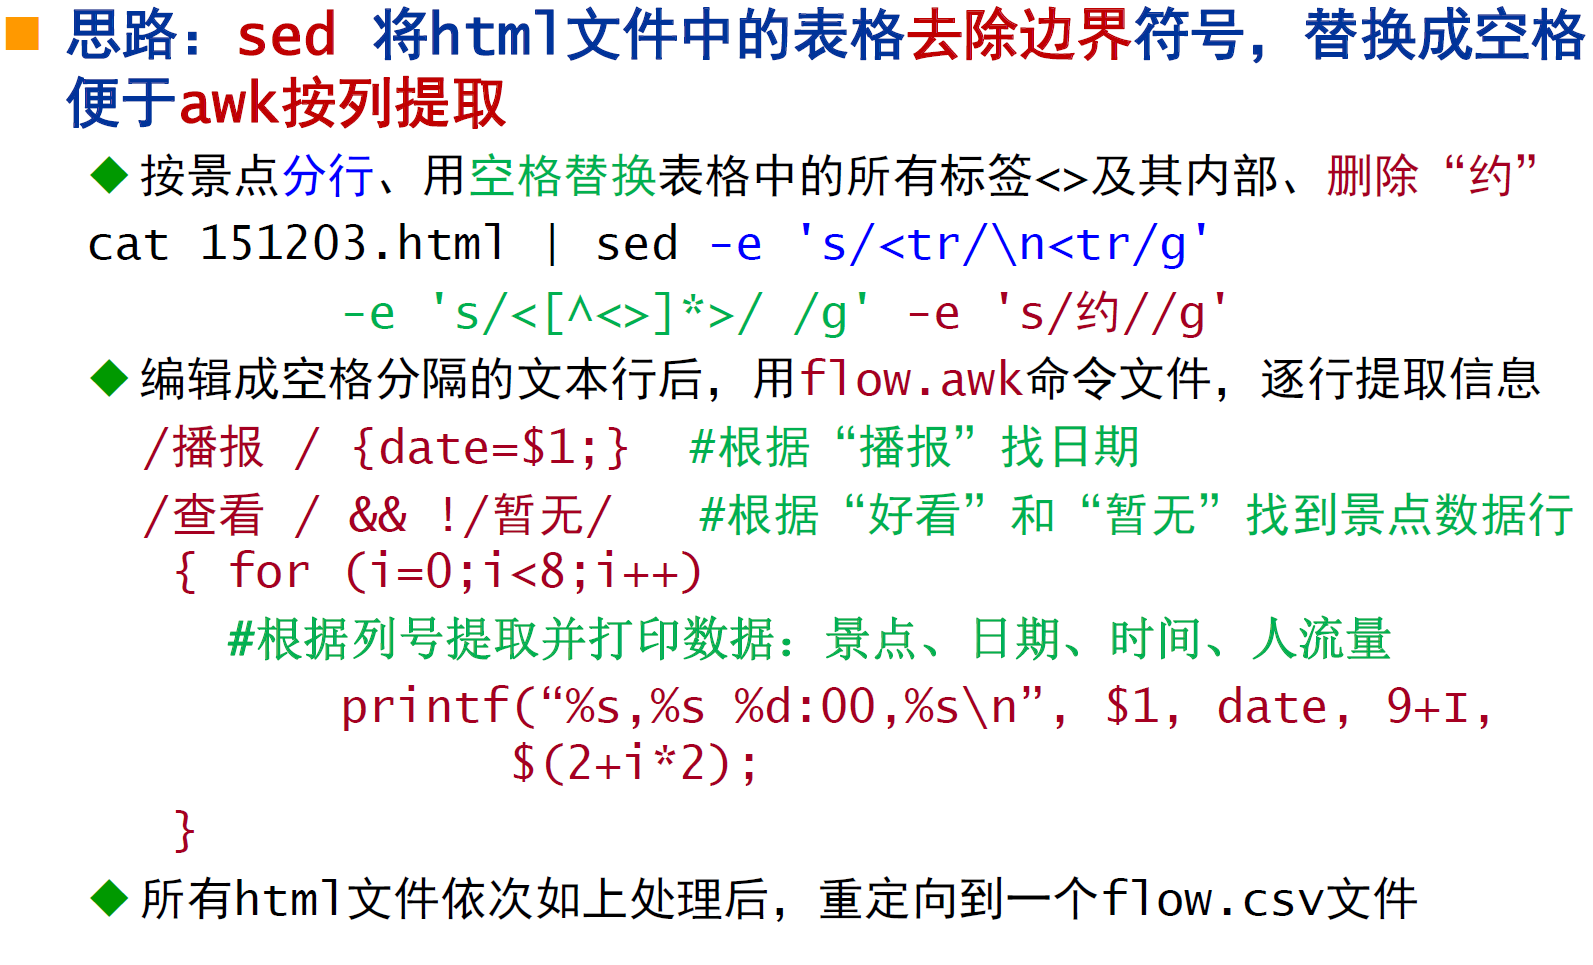 思路：sed 将html文件中的表格去除边界符号，替换成空格
便于awk按列提取
按景点分行、用空格替换表格中的所有标签<>及其内部、删除“约”
cat 151203.html | sed -e 's/<tr/\n<tr/g'
-e 's/<[^<>]*>/ /g' -e 's/约//g'
编辑成空格分隔的文本行后，用flow.awk命令文件，逐行提取信息
/播报 / {date=$1;} #根据“播报”找日期
/查看 / && !/暂无/ #根据“好看”和“暂无”找到景点数据行
{ for (i=0;i<8;i++)
#根据列号提取并打印数据：景点、日期、时间、人流量
printf(“%s,%s %d:00,%s\n”, $1, date, 9+I,
$(2+i*2);
}
所有html文件依次如上处理后，重定向到一个flow.csv文件